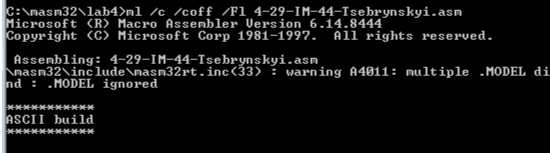 C:\masm32\lab4>ml /c /coff /Fl 4-29-IM-44-Tsebrynskyi.asm
Microsoft (R) Macro Assembler Version 6.14.8444
Copyright (C) Microsoft Corp 1981-1997.  All rights reserved.
 Assembling: 4-29-IM-44-Tsebrynskyi.asm
\masm32\include\masm32rt.inc(33) : warning A4011: multiple .MODEL di
nd : .MODEL ignored
***********
ASCII build
***********